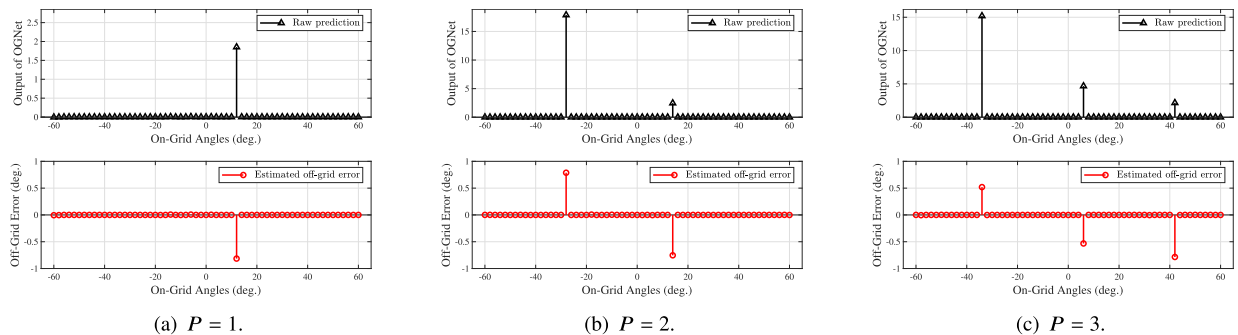 Output of OGNet
2.5
2
1.5
1
0.5
0
Raw prediction
-60 -40 -20 0 20 40 60
On-Grid Angles (deg.)
Off-Grid Error (deg.)
1
0.5
0
-0.5
-1
Estimated off-grid error
-60 -40 -20 0 20 40 60
On-Grid Angles (deg.)
(a) P = 1.
Output of OGNet
15
10
5
0
Raw prediction
-60 -40 -20 0 20 40 60
On-Grid Angles (deg.)
Off-Grid Error (deg.)
1
0.5
0
-0.5
-1
Estimated off-grid error
-60 -40 -20 0 20 40 60
On-Grid Angles (deg.)
(b) P = 2.
Output of OGNet
15
10
5
0
Raw prediction
-60 -40 -20 0 20 40 60
On-Grid Angles (deg.)
Off-Grid Error (deg.)
1
0.5
0
-0.5
-1
Estimated off-grid error
-60 -40 -20 0 20 40 60
On-Grid Angles (deg.)
(c) P = 3.